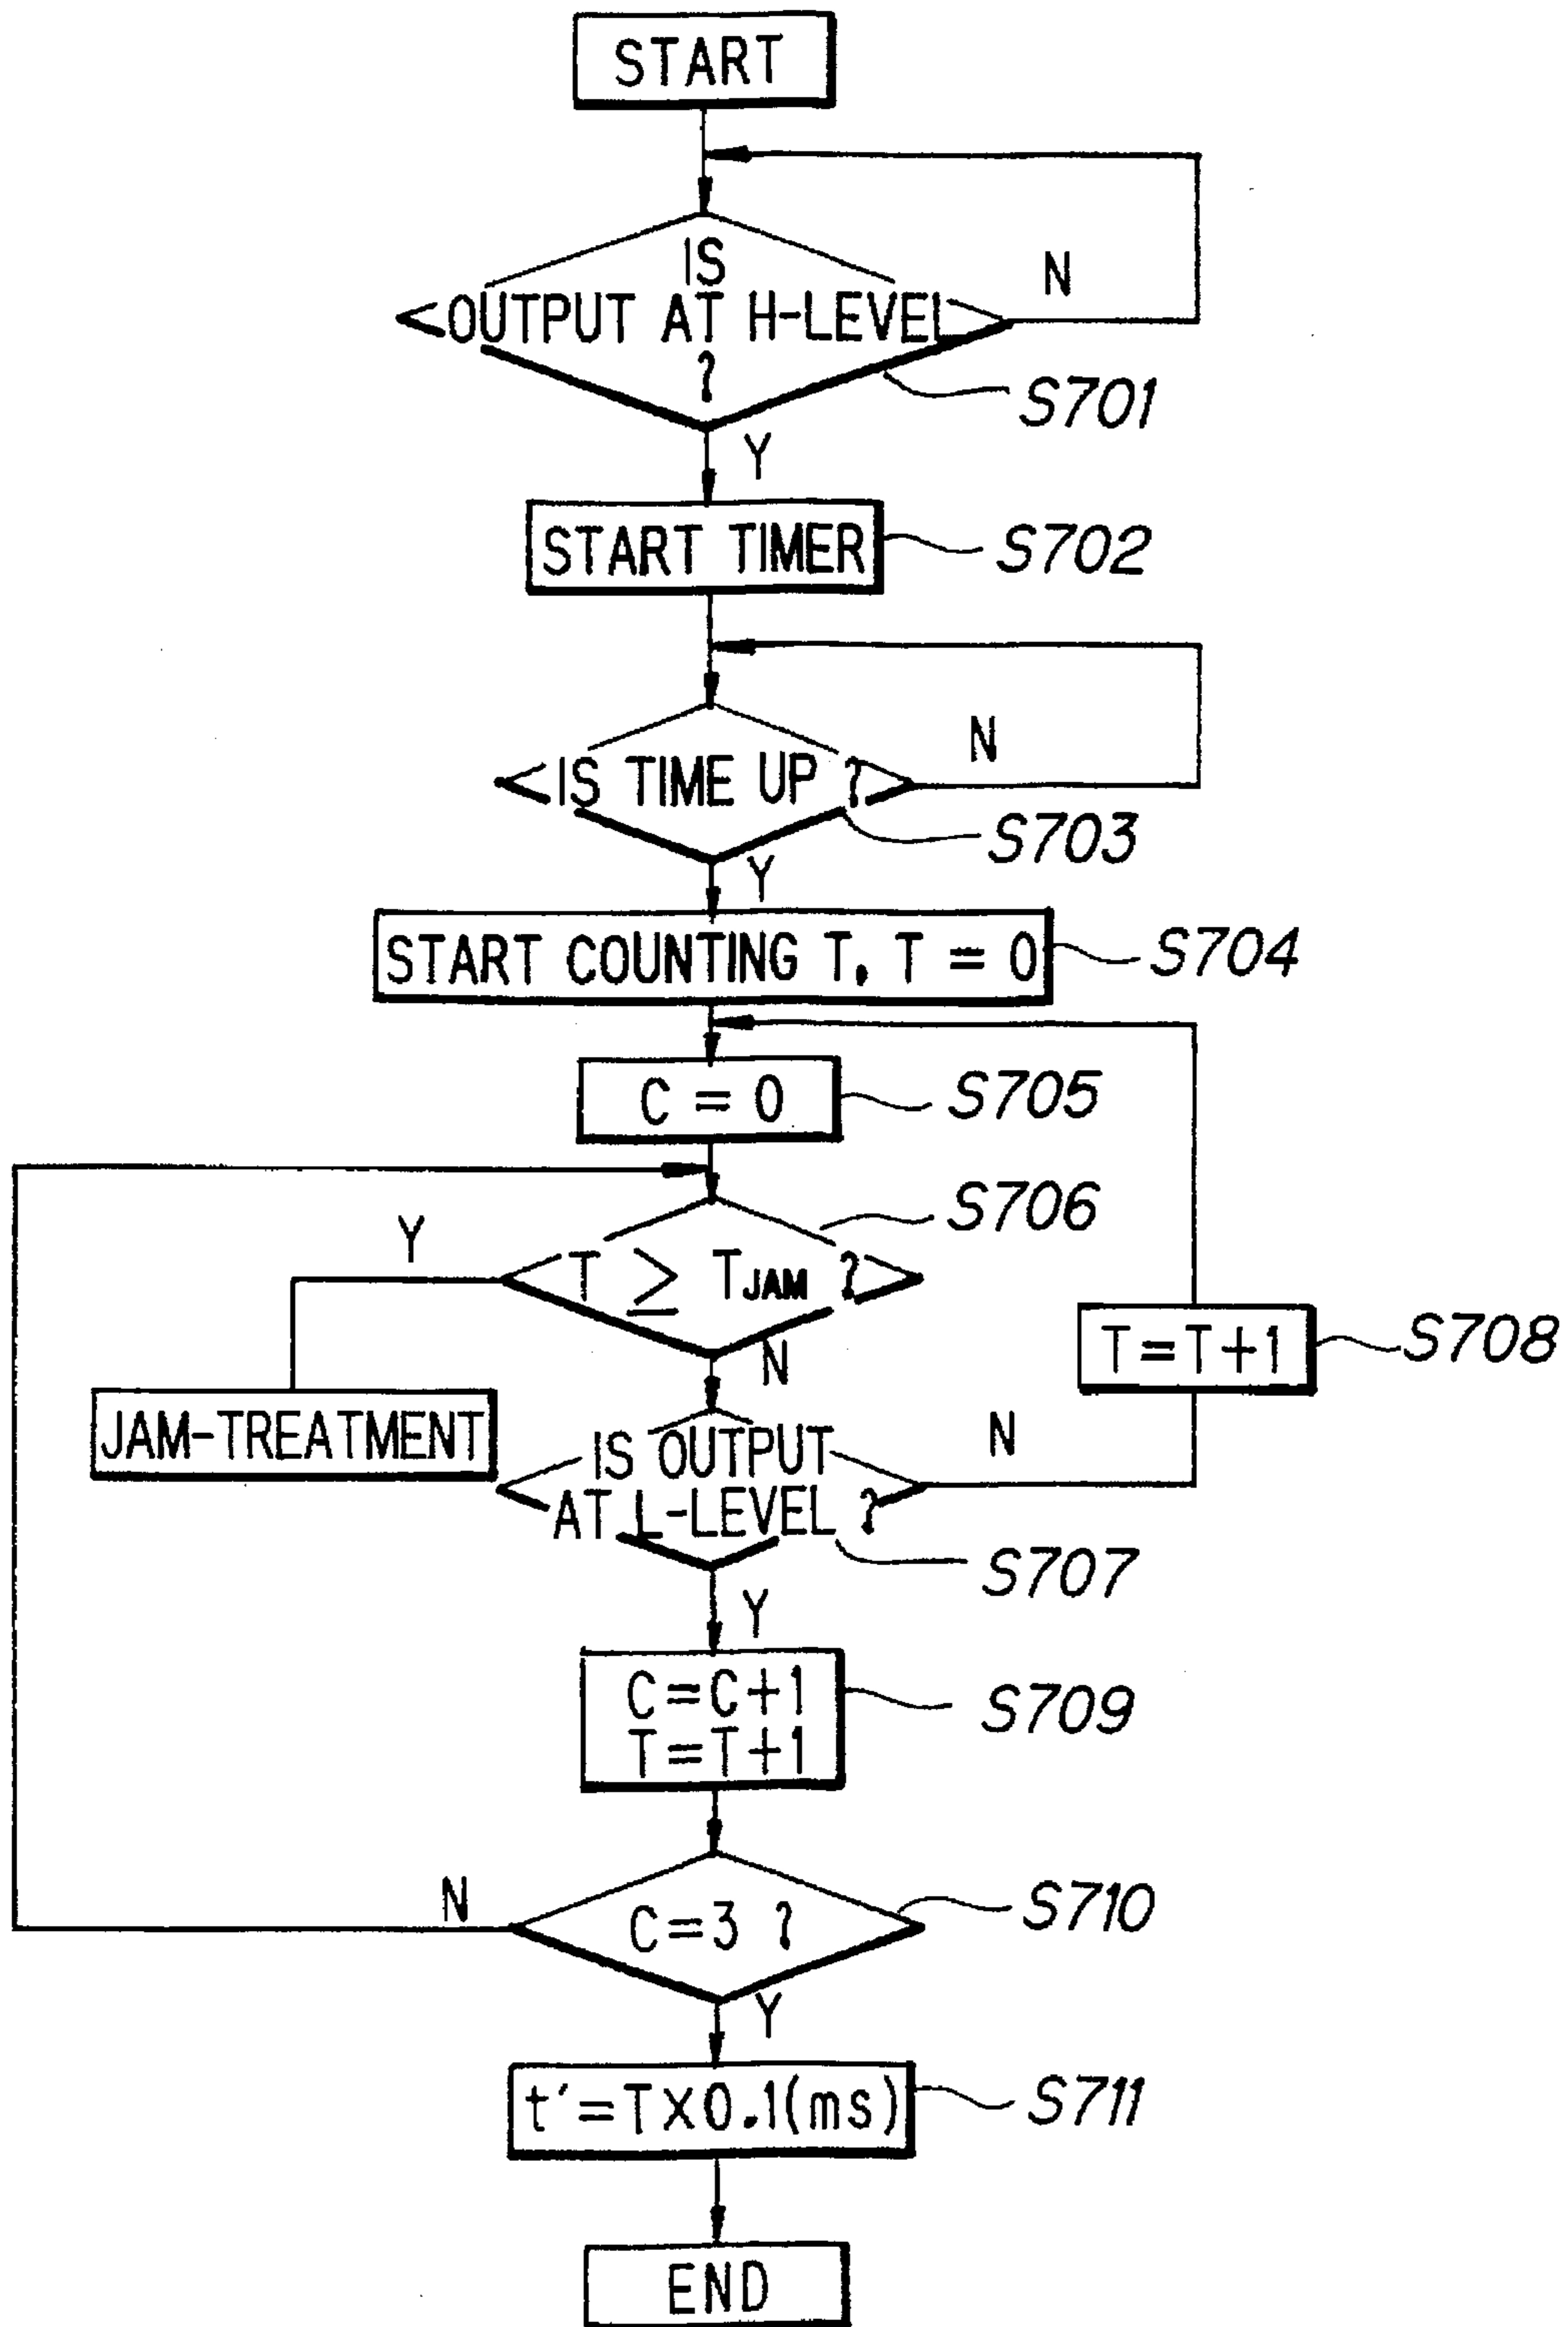 START
IS
OUTPUT AT H-LEVEL
?
N
S701
Y
START TIMER
S702
IS TIME UP ?
N
S703
Y
START COUNTING T, T = 0
S704
C = 0
S705
S706
Y
T ≥ TJAM ?
N
T=T+1
S708
JAM-TREATMENT
IS OUTPUT
AT L-LEVEL ?
N
S707
Y
C=C+1
T=T+1
S709
N
C=3 ?
S710
Y
t'=T×0.1(ms)
S711
END